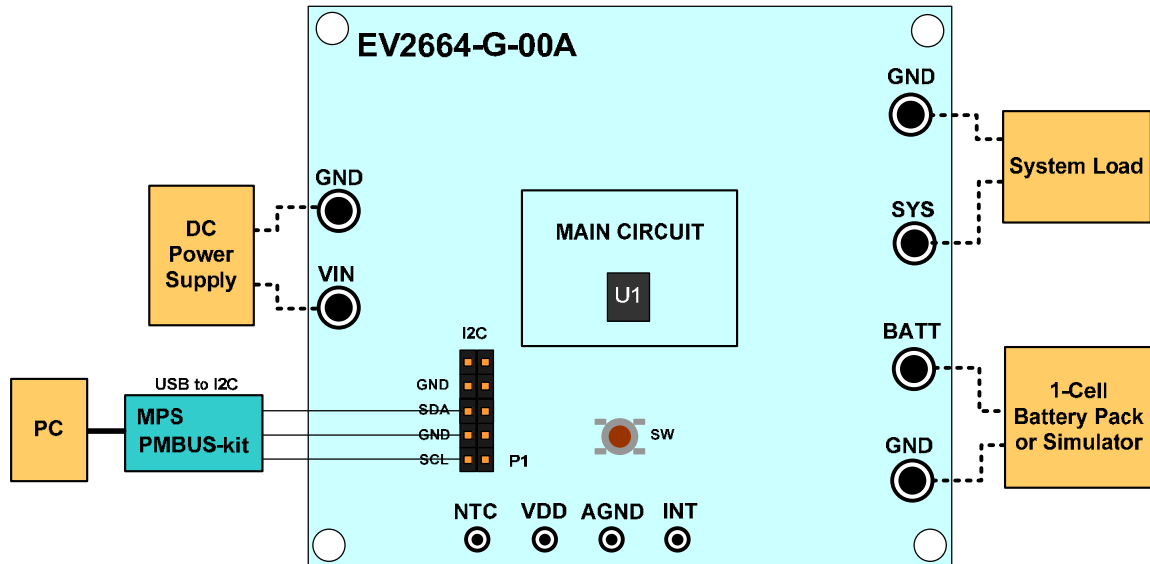 EV2664-G-00A
GND
DC
Power
Supply
GND
VIN
MAIN CIRCUIT
U1
GND
SYS
System Load
BATT
GND
1-Cell
Battery Pack
or Simulator
I2C
GND
SDA
GND
SCL
P1
USB to I2C
PC
MPS
PMBUS-kit
SW
NTC
VDD
AGND
INT